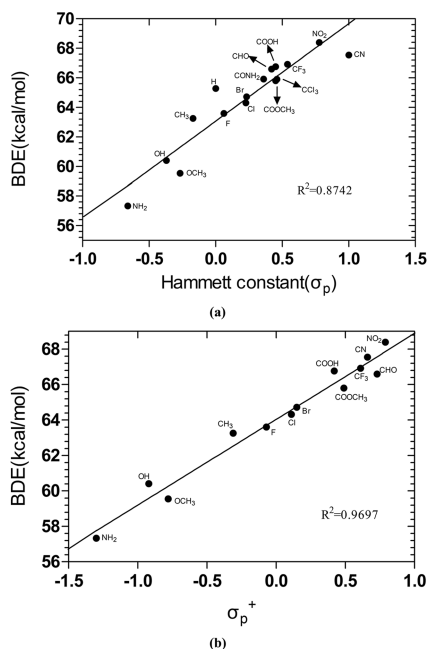 70
68
66
64
62
60
58
56
BDE(kcal/mol)
COOH
CHO
NO2
CF3
CN
H
CONH2
CCl3
Br
Cl
COOCH3
CH3
F
OH
OCH3
NH2
R2=0.8742
-1.0 -0.5 0.0 0.5 1.0 1.5
Hammett constant(σp)
(a)
68
66
64
62
60
58
56
BDE(kcal/mol)
NO2
CN
COOH
CF3
CHO
COOCH3
Br
Cl
CH3
F
OH
OCH3
NH2
R2=0.9697
-1.5 -1.0 -0.5 0.0 0.5 1.0
σp+
(b)